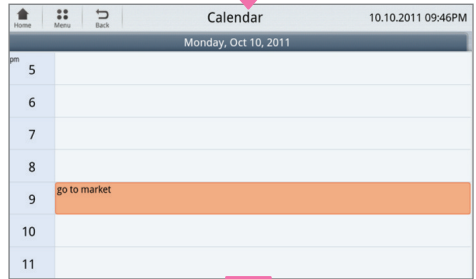 Home Menu Back Calendar 10.10.2011 09:46PM
Monday, Oct 10, 2011
pm 5
6
7
8
9 go to market
10
11